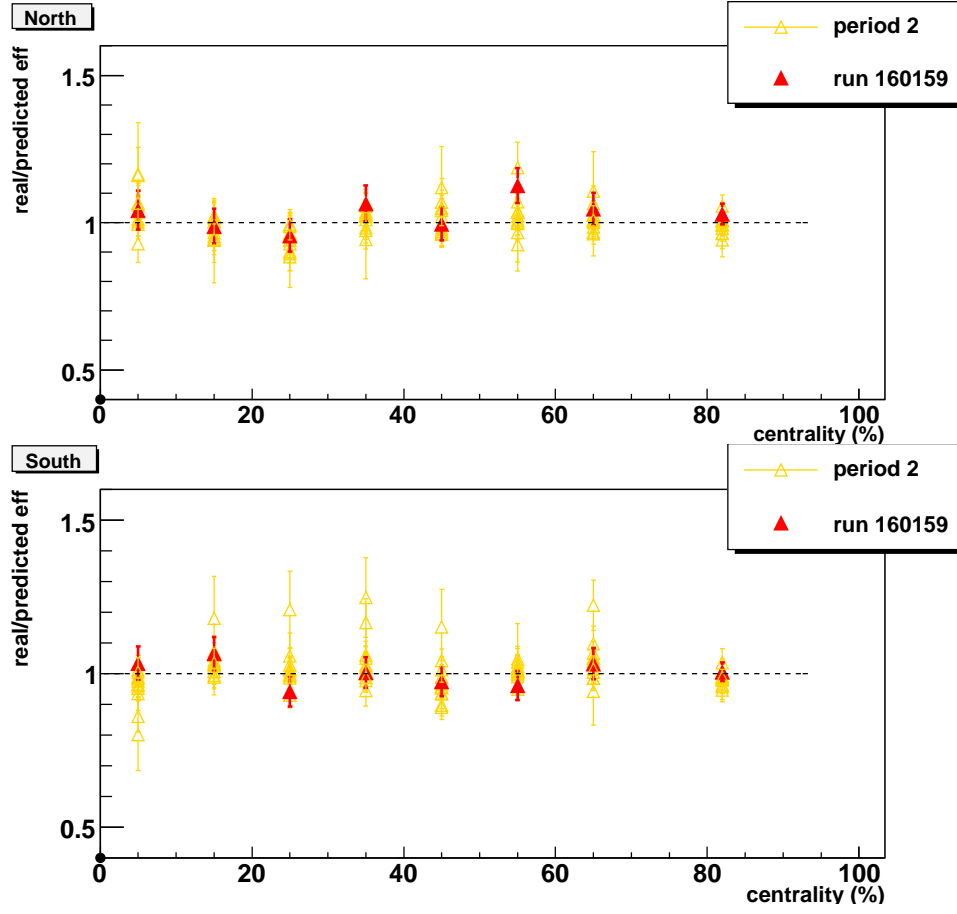 North
real/predicted eff
period 2
run 160159
1.5
1
0.5
0 20 40 60 80 100
centrality (%)
South
real/predicted eff
period 2
run 160159
1.5
1
0.5
0 20 40 60 80 100
centrality (%)